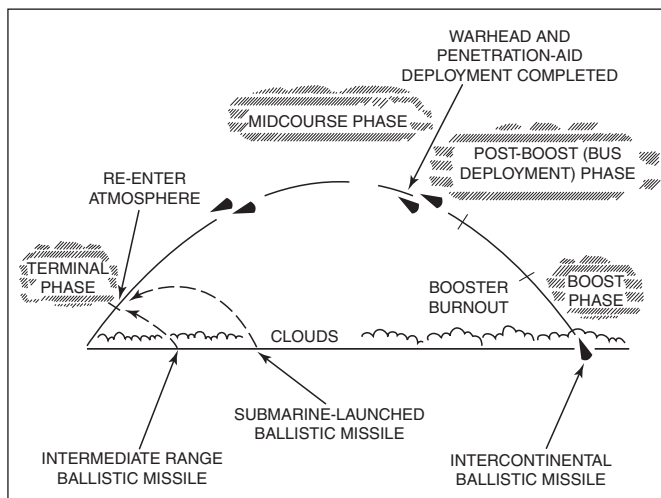 WARHEAD AND
PENETRATION-AID
DEPLOYMENT COMPLETED
MIDCOURSE PHASE
POST-BOOST (BUS
DEPLOYMENT) PHASE
RE-ENTER
ATMOSPHERE
TERMINAL
PHASE
BOOSTER
BURNOUT
BOOST
PHASE
CLOUDS
SUBMARINE-LAUNCHED
BALLISTIC MISSILE
INTERMEDIATE RANGE
BALLISTIC MISSILE
INTERCONTINENTAL
BALLISTIC MISSILE